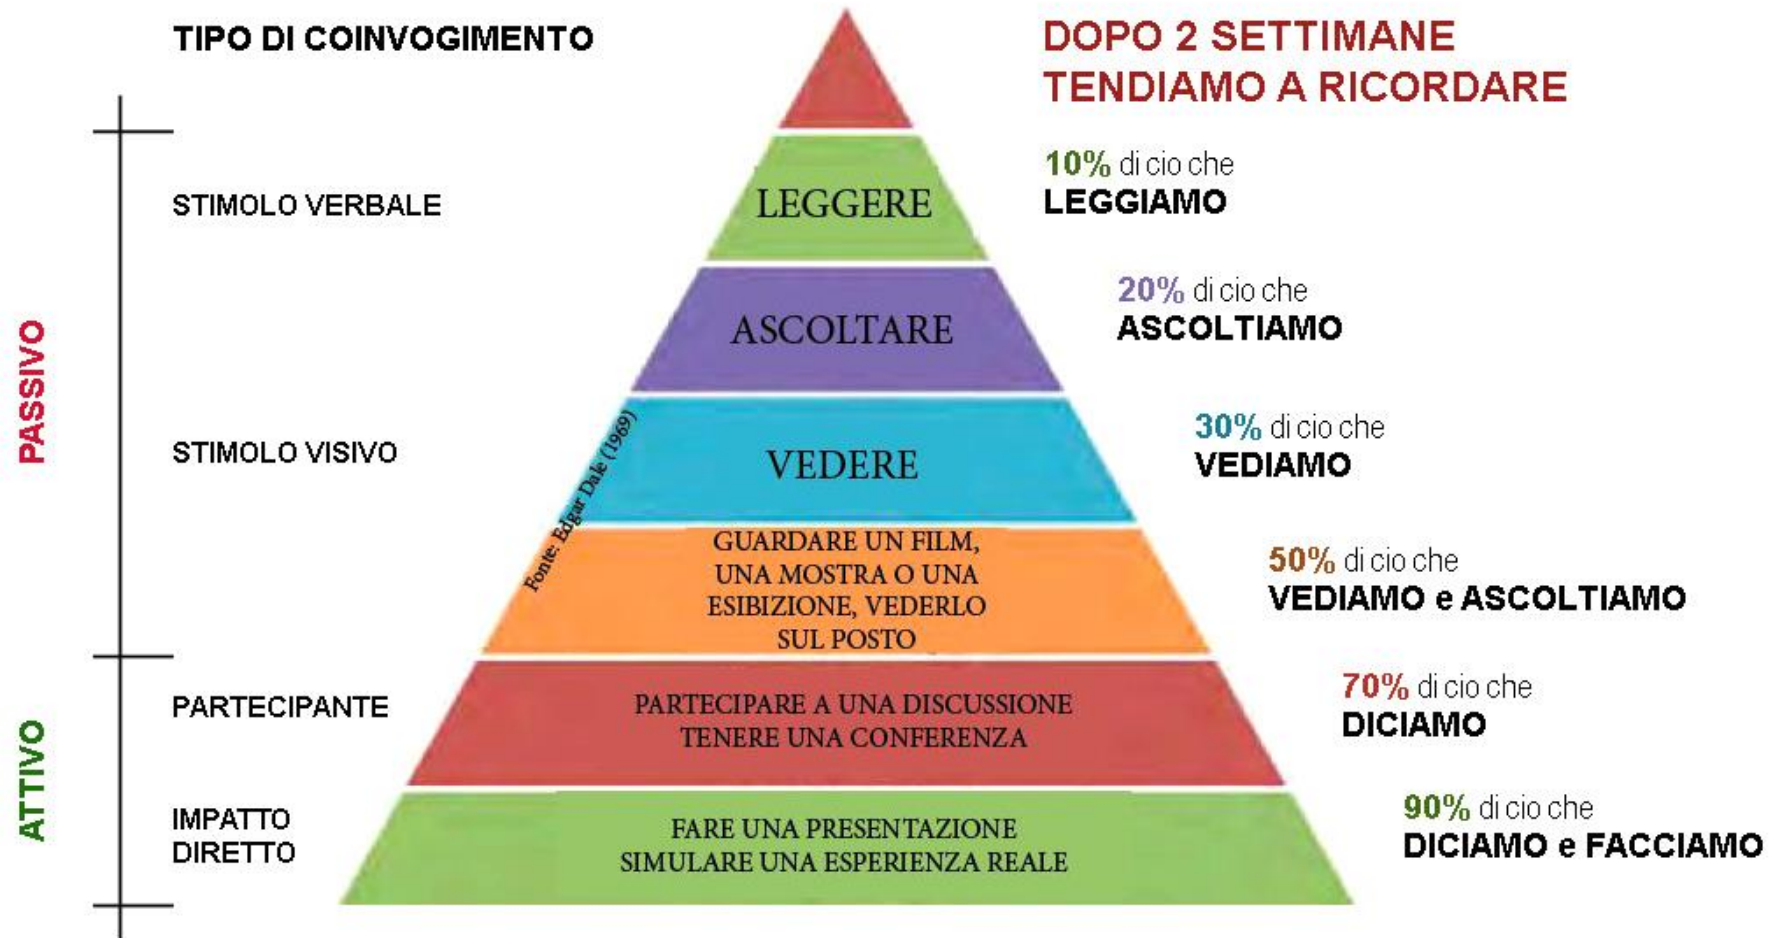 TIPO DI COINVOGIMENTO
DOPO 2 SETTIMANE
TENDIAMO A RICORDARE
PASSIVO
STIMOLO VERBALE
LEGGERE
10% di cio che
LEGGIAMO
ASCOLTARE
20% di cio che
ASCOLTIAMO
STIMOLO VISIVO
VEDERE
30% di cio che
VEDIAMO
Fonte: Edgar Dale (1969)
GUARDARE UN FILM,
UNA MOSTRA O UNA
ESIBIZIONE, VEDERLO
SUL POSTO
50% di cio che
VEDIAMO e ASCOLTIAMO
ATTIVO
PARTECIPANTE
PARTECIPARE A UNA DISCUSSIONE
TENERE UNA CONFERENZA
70% di cio che
DICIAMO
IMPATTO
DIRETTO
FARE UNA PRESENTAZIONE
SIMULARE UNA ESPERIENZA REALE
90% di cio che
DICIAMO e FACCIAMO